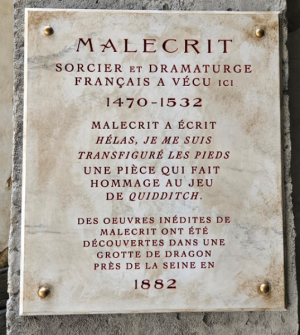 MALECRIT
SORCIER ET DRAMATURGE
FRANÇAIS A VÉCU ICI
1470-1532
MALECRIT A ÉCRIT
HÉLAS, JE ME SUIS
TRANSFIGURÉ LES PIEDS
UNE PIÈCE QUI FAIT
HOMMAGE AU JEU
DE QUIDDITCH.
DES OEUVRES INÉDITES DE
MALECRIT ONT ÉTÉ
DÉCOUVERTES DANS UNE
GROTTE DE DRAGON
PRÈS DE LA SEINE EN
1882